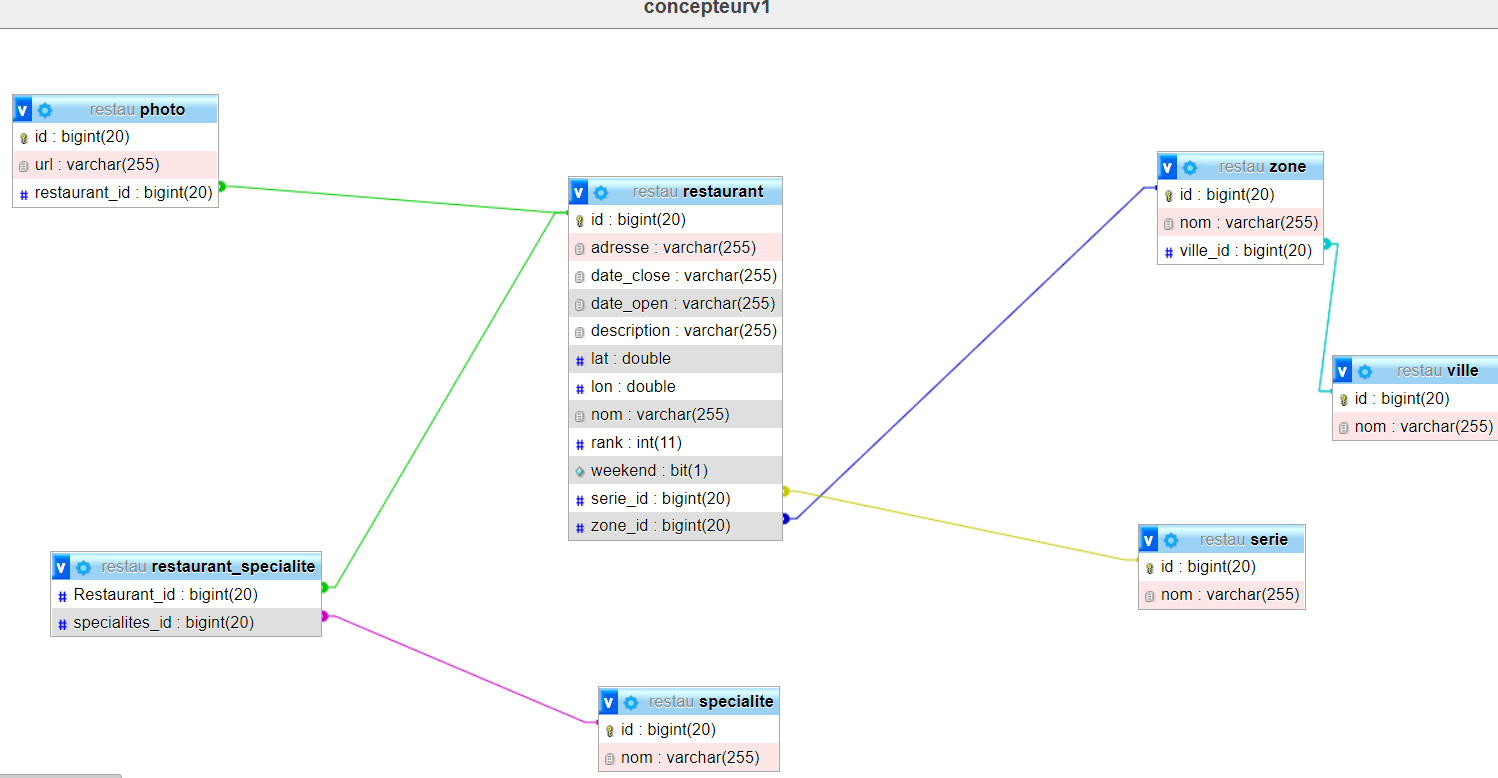 concepteurv1
v restau photo
id : bigint(20)
url : varchar(255)
# restaurant_id : bigint(20)
v restau restaurant
id : bigint(20)
adresse : varchar(255)
date_close : varchar(255)
date_open : varchar(255)
description : varchar(255)
# lat : double
# lon : double
nom : varchar(255)
# rank : int(11)
weekend : bit(1)
# serie_id : bigint(20)
# zone_id : bigint(20)
v restau zone
id : bigint(20)
nom : varchar(255)
# ville_id : bigint(20)
v restau ville
id : bigint(20)
nom : varchar(255)
v restau serie
id : bigint(20)
nom : varchar(255)
v restau restaurant_specialite
# Restaurant_id : bigint(20)
# specialites_id : bigint(20)
v restau specialite
id : bigint(20)
nom : varchar(255)